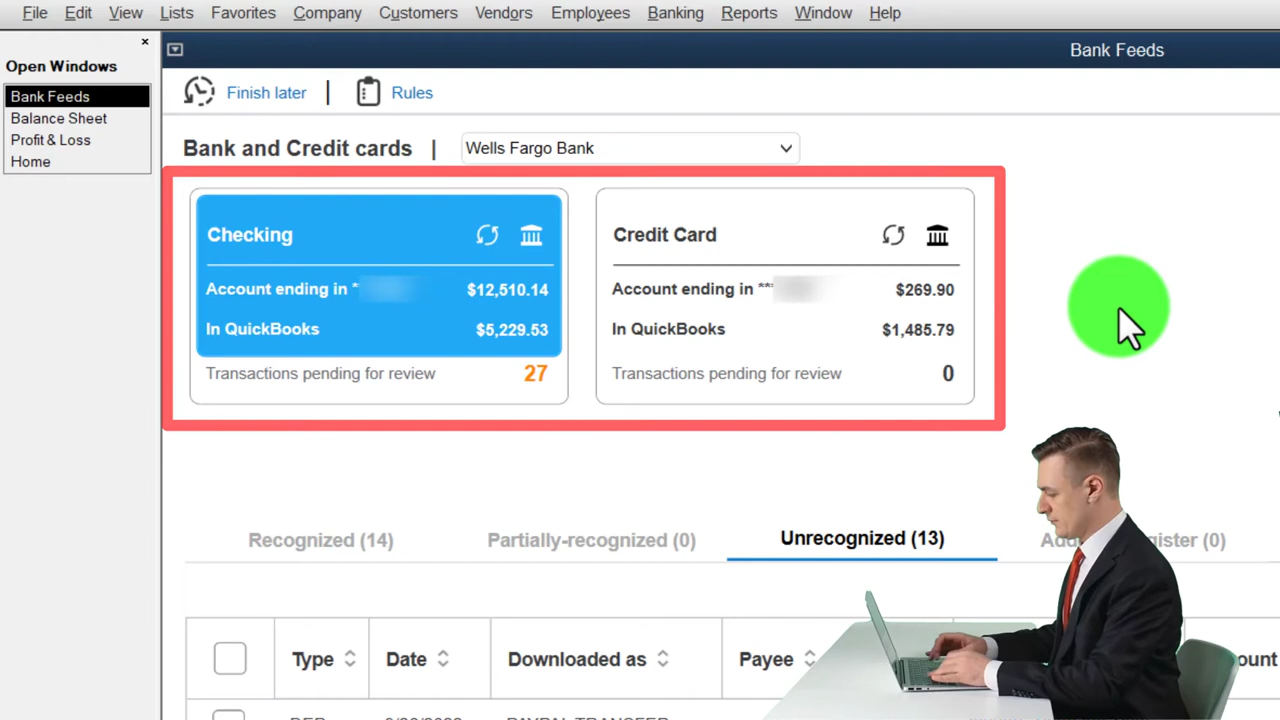 File Edit View Lists Favorites Company Customers Vendors Employees Banking Reports Window Help
Open Windows
Bank Feeds
Balance Sheet
Profit & Loss
Home
Bank Feeds
Finish later | Rules
Bank and Credit cards | Wells Fargo Bank
Checking
Account ending in * $12,510.14
In QuickBooks $5,229.53
Transactions pending for review 27
Credit Card
Account ending in *** $269.90
In QuickBooks $1,485.79
Transactions pending for review 0
Recognized (14) Partially-recognized (0) Unrecognized (13) (0)
Type Date Downloaded as Payee
PAYPAL TRANSFER